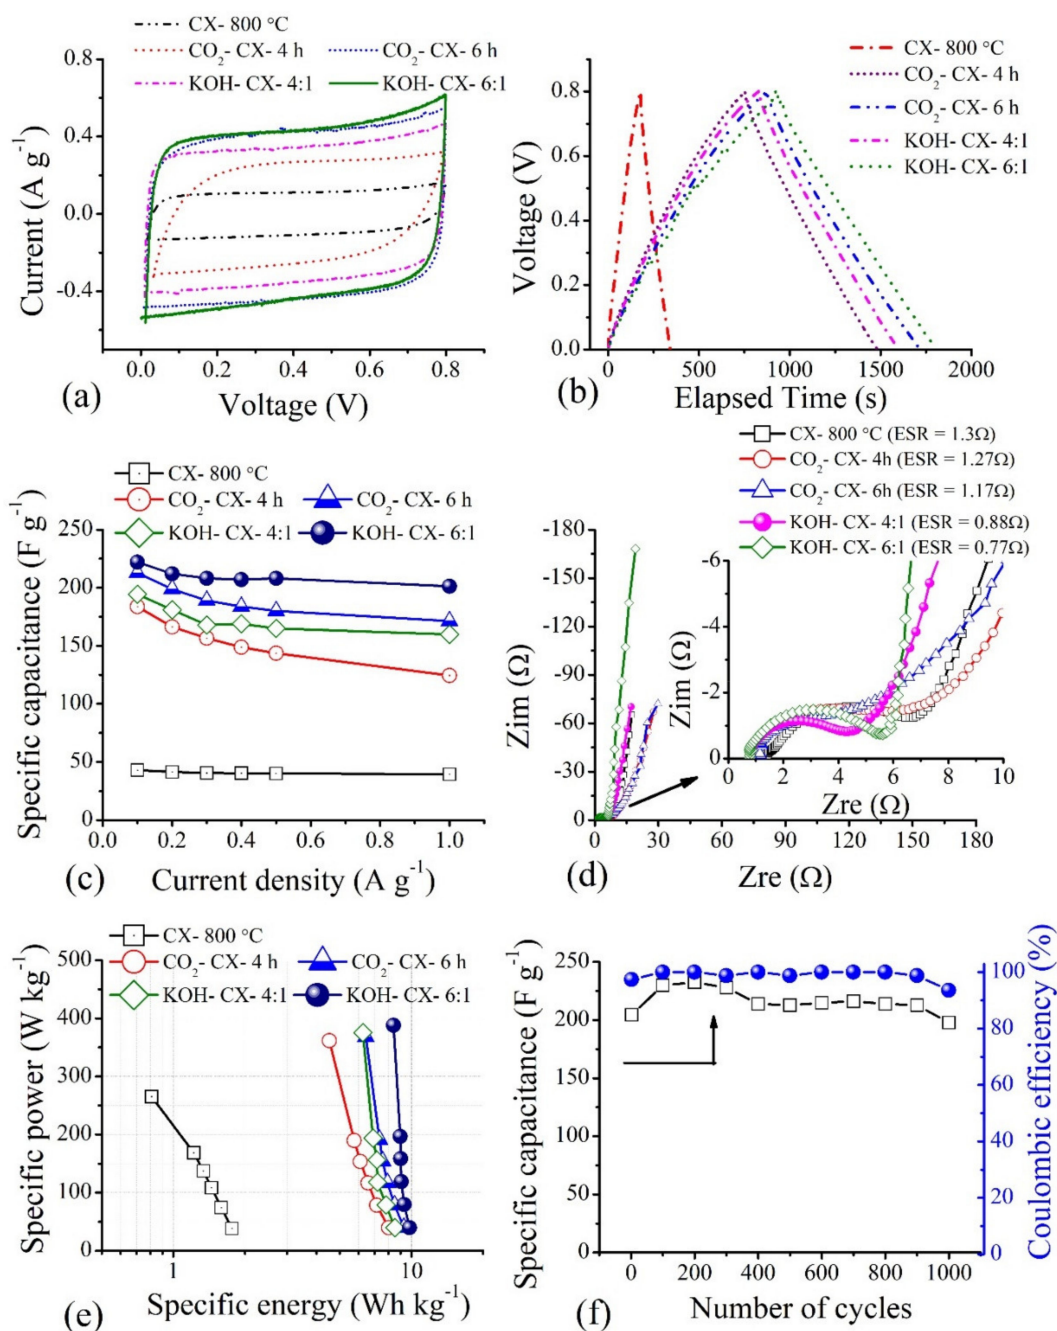 CX- 800 °C
CO₂- CX- 4 h
CO₂- CX- 6 h
KOH- CX- 4:1
KOH- CX- 6:1
Current (A g⁻¹)
0.4
0.0
-0.4
0.0 0.2 0.4 0.6 0.8
Voltage (V)
(a)
CX- 800 °C
CO₂- CX- 4 h
CO₂- CX- 6 h
KOH- CX- 4:1
KOH- CX- 6:1
Voltage (V)
0.8
0.4
0.0
0 500 1000 1500 2000
Elapsed Time (s)
(b)
CX- 800 °C
CO₂- CX- 4 h
CO₂- CX- 6 h
KOH- CX- 4:1
KOH- CX- 6:1
Specific capacitance (F g⁻¹)
250
200
150
100
50
0
0.0 0.2 0.4 0.6 0.8 1.0
Current density (A g⁻¹)
(c)
CX- 800 °C (ESR = 1.3Ω)
CO₂- CX- 4h (ESR = 1.27Ω)
CO₂- CX- 6h (ESR = 1.17Ω)
KOH- CX- 4:1 (ESR = 0.88Ω)
KOH- CX- 6:1 (ESR = 0.77Ω)
Zim (Ω)
-180
-150
-120
-90
-60
-30
0
0 30 60 90 120 150 180
Zre (Ω)
Zim (Ω)
-6
-4
-2
0
0 2 4 6 8 10
Zre (Ω)
(d)
CX- 800 °C
CO₂- CX- 4 h
CO₂- CX- 6 h
KOH- CX- 4:1
KOH- CX- 6:1
Specific power (W kg⁻¹)
500
400
300
200
100
0
1 10
Specific energy (Wh kg⁻¹)
(e)
Specific capacitance (F g⁻¹)
250
200
150
100
50
0
0 200 400 600 800 1000
Number of cycles
100
80
60
40
20
0
Coulombic efficiency (%)
(f)